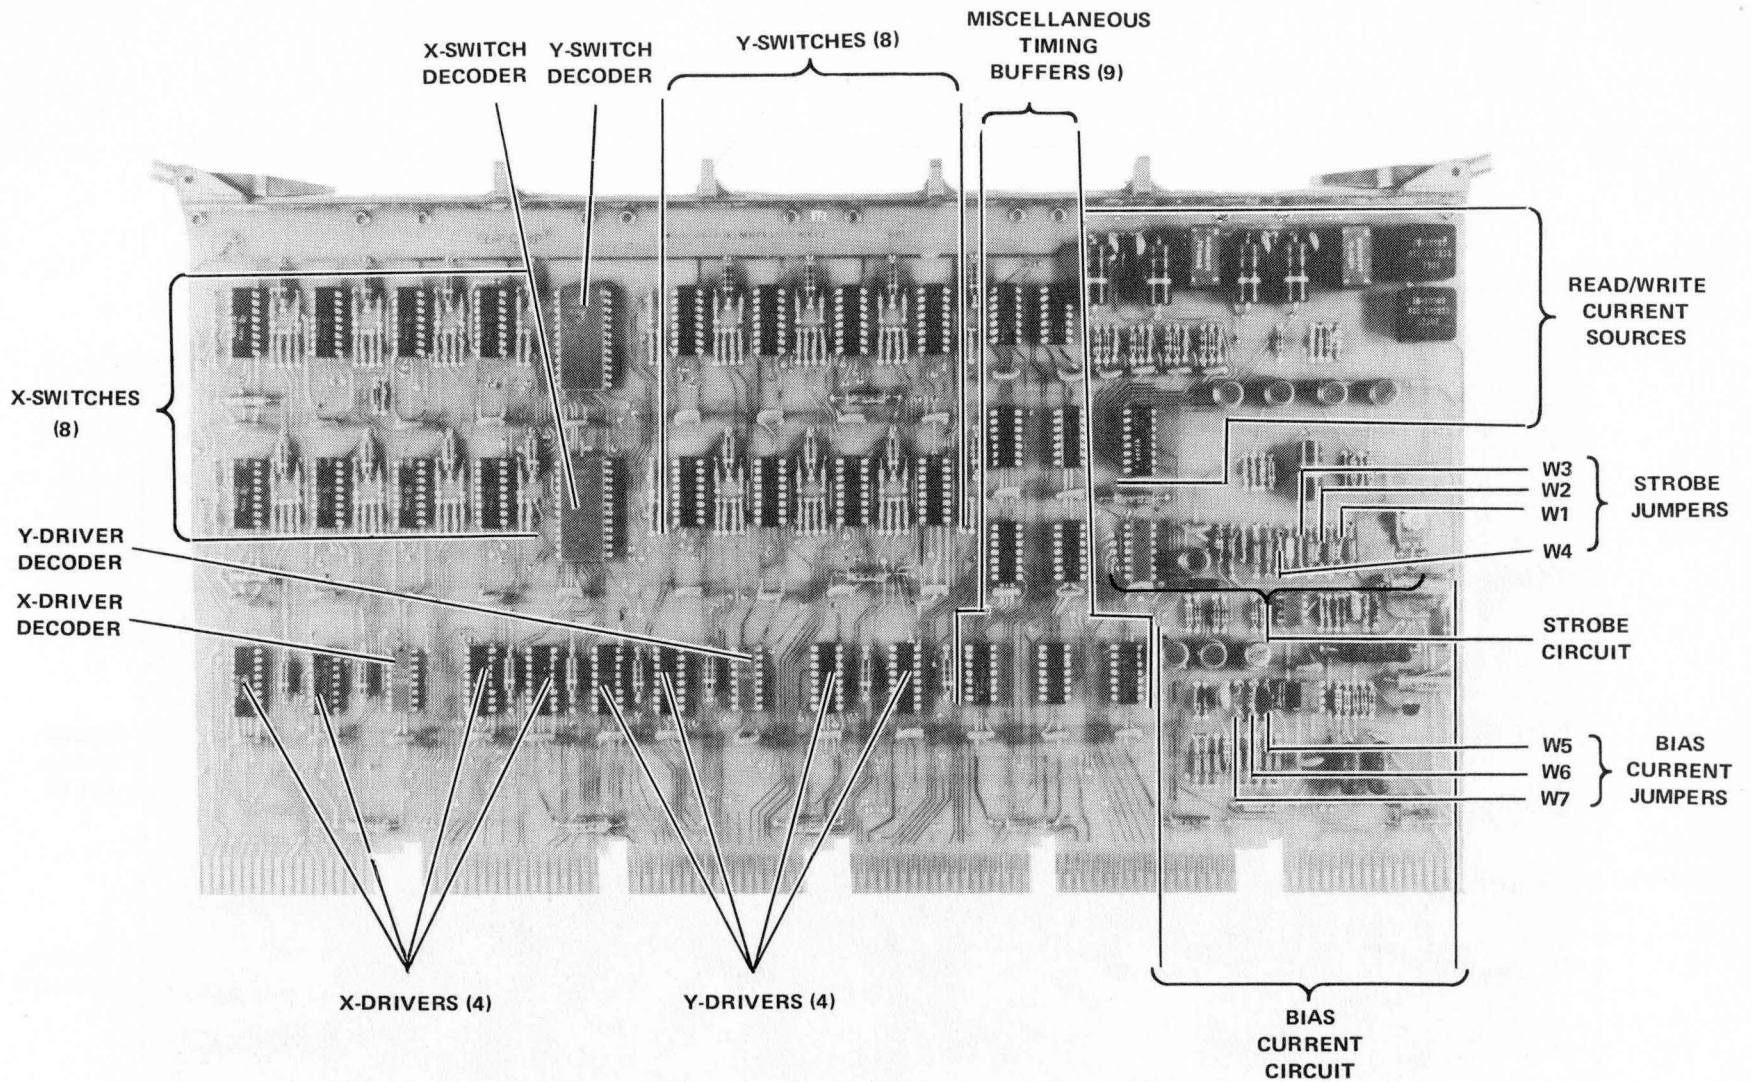 MISCELLANEOUS
TIMING
BUFFERS (9)
X-SWITCH
DECODER
Y-SWITCH
DECODER
Y-SWITCHES (8)
READ/WRITE
CURRENT
SOURCES
X-SWITCHES
(8)
W3
W2
W1
W4
STROBE
JUMPERS
Y-DRIVER
DECODER
X-DRIVER
DECODER
STROBE
CIRCUIT
W5
W6
W7
BIAS
CURRENT
JUMPERS
X-DRIVERS (4)
Y-DRIVERS (4)
BIAS
CURRENT
CIRCUIT